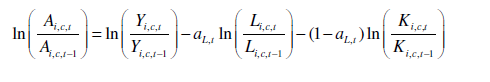 ln(A_{i,c,t} / A_{i,c,t−1}) = ln(Y_{i,c,t} / Y_{i,c,t−1}) − a_{L,t} ln(L_{i,c,t} / L_{i,c,t−1}) − (1−a_{L,t}) ln(K_{i,c,t} / K_{i,c,t−1})